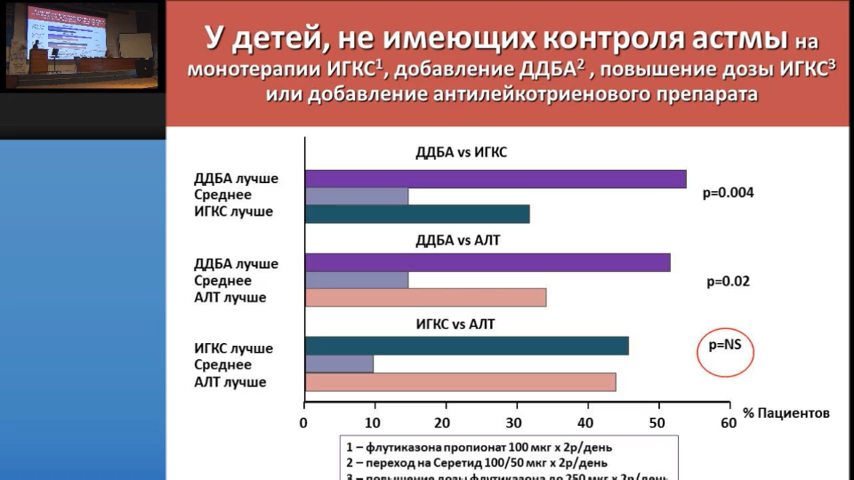 У детей, не имеющих контроля астмы на
монотерапии ИГКС1, добавление ДДБА2 , повышение дозы ИГКС3
или добавление антилейкотриенового препарата
ДДБА vs ИГКС
ДДБА лучше
Среднее
ИГКС лучше
p=0.004
ДДБА vs АЛТ
ДДБА лучше
Среднее
АЛТ лучше
p=0.02
ИГКС vs АЛТ
ИГКС лучше
Среднее
АЛТ лучше
p=NS
0 10 20 30 40 50 60 % Пациентов
1 – флутиказона пропионат 100 мкг х 2р/день
2 – переход на Серетид 100/50 мкг х 2р/день
3 – повышение дозы флутиказона до 250 мкг х 2р/день